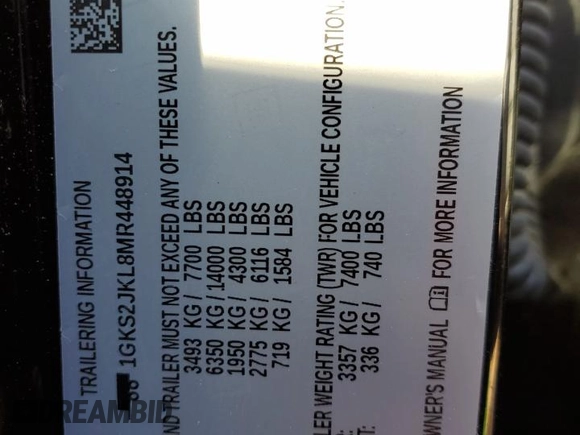 TRAILERING INFORMATION
1GKS2JKL8MR448914
ND TRAILER MUST NOT EXCEED ANY OF THESE VALUES.
3493 KG / 7700 LBS
6350 KG / 14000 LBS
1950 KG / 4300 LBS
2775 KG / 6116 LBS
719 KG / 1584 LBS
LER WEIGHT RATING (TWR) FOR VEHICLE CONFIGURATION.
3357 KG / 7400 LBS
336 KG / 740 LBS
T:
WNER'S MANUAL FOR MORE INFORMATION